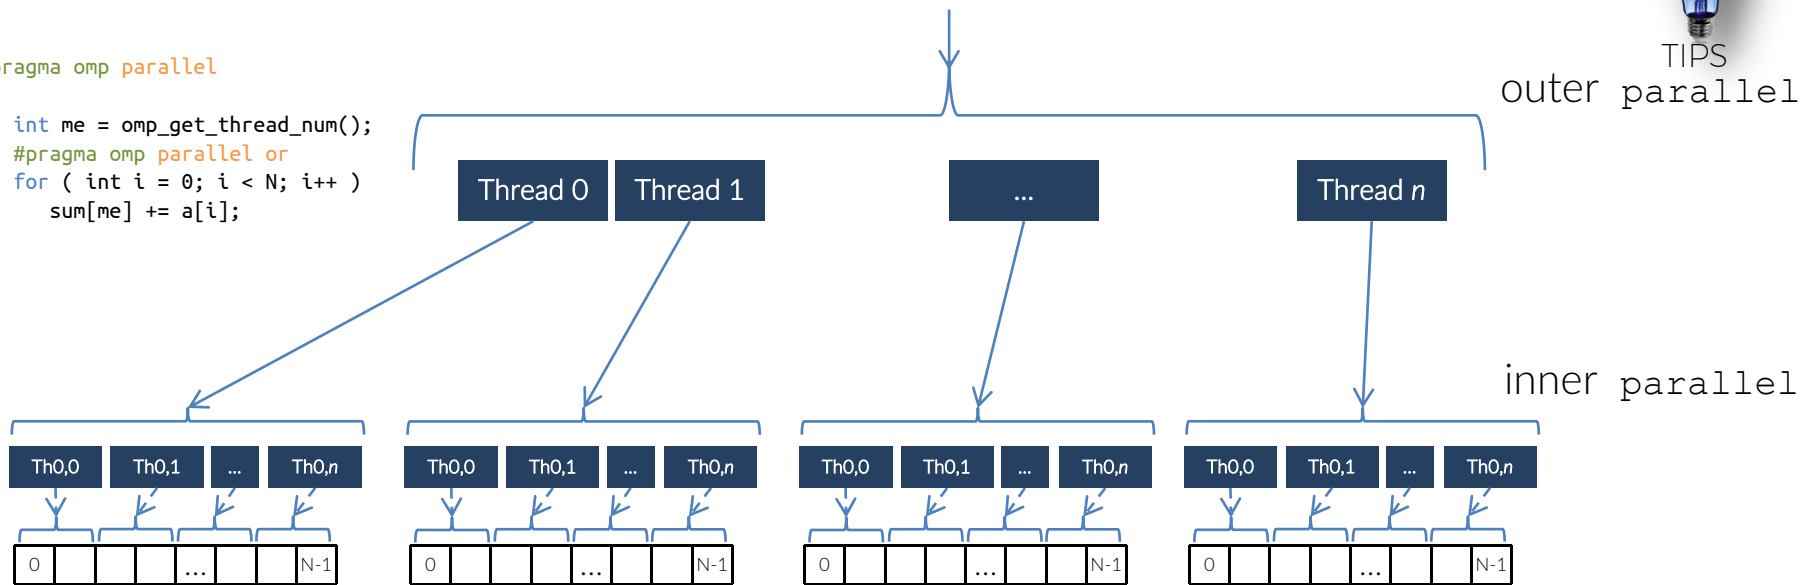 ragma omp parallel
int me = omp_get_thread_num();
#pragma omp parallel or
for ( int i = 0; i < N; i++ )
sum[me] += a[i];
TIPS
outer parallel
Thread 0 Thread 1 ... Thread n
inner parallel
Th0,0 Th0,1 ... Th0,n Th0,0 Th0,1 ... Th0,n Th0,0 Th0,1 ... Th0,n Th0,0 Th0,1 ... Th0,n
0 ... N-1 0 ... N-1 0 ... N-1 0 ... N-1